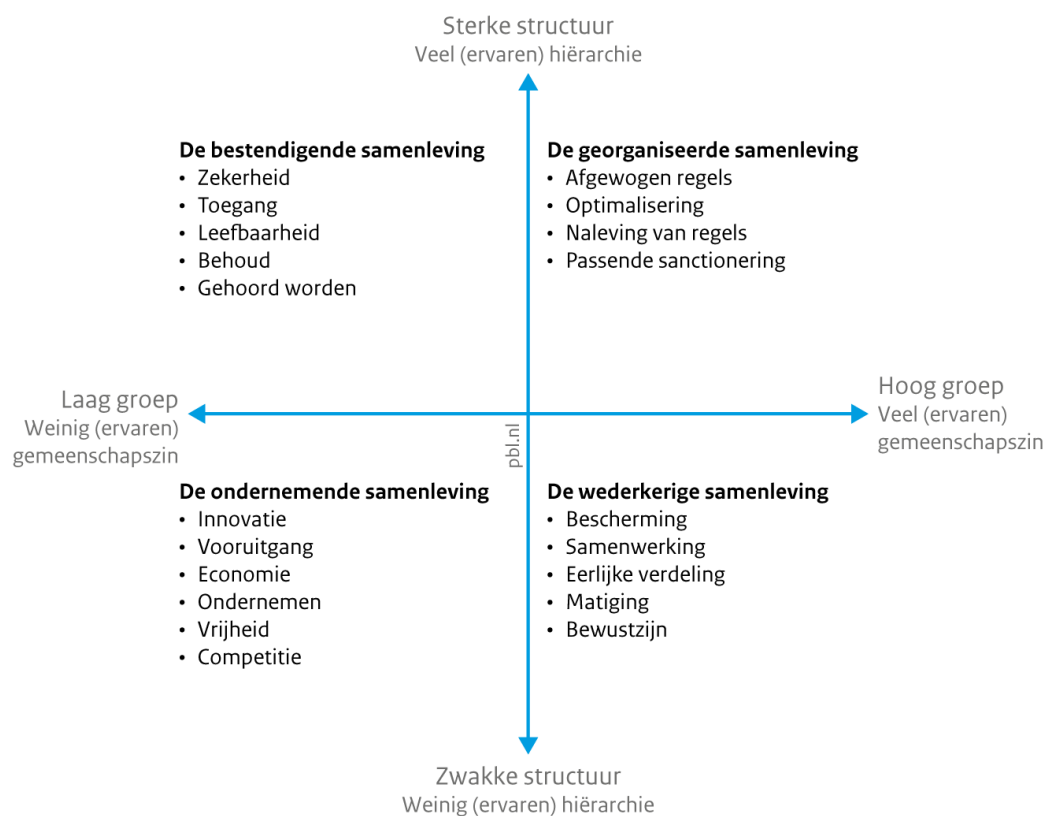 Sterke structuur
Veel (ervaren) hiërarchie
De bestendigende samenleving
• Zekerheid
• Toegang
• Leefbaarheid
• Behoud
• Gehoord worden
De georganiseerde samenleving
• Afgewogen regels
• Optimalisering
• Naleving van regels
• Passende sanctionering
Laag groep
Weinig (ervaren)
gemeenschapszin
Hoog groep
Veel (ervaren)
gemeenschapszin
pbl.nl
De ondernemende samenleving
• Innovatie
• Vooruitgang
• Economie
• Ondernemen
• Vrijheid
• Competitie
De wederkerige samenleving
• Bescherming
• Samenwerking
• Eerlijke verdeling
• Matiging
• Bewustzijn
Zwakke structuur
Weinig (ervaren) hiërarchie